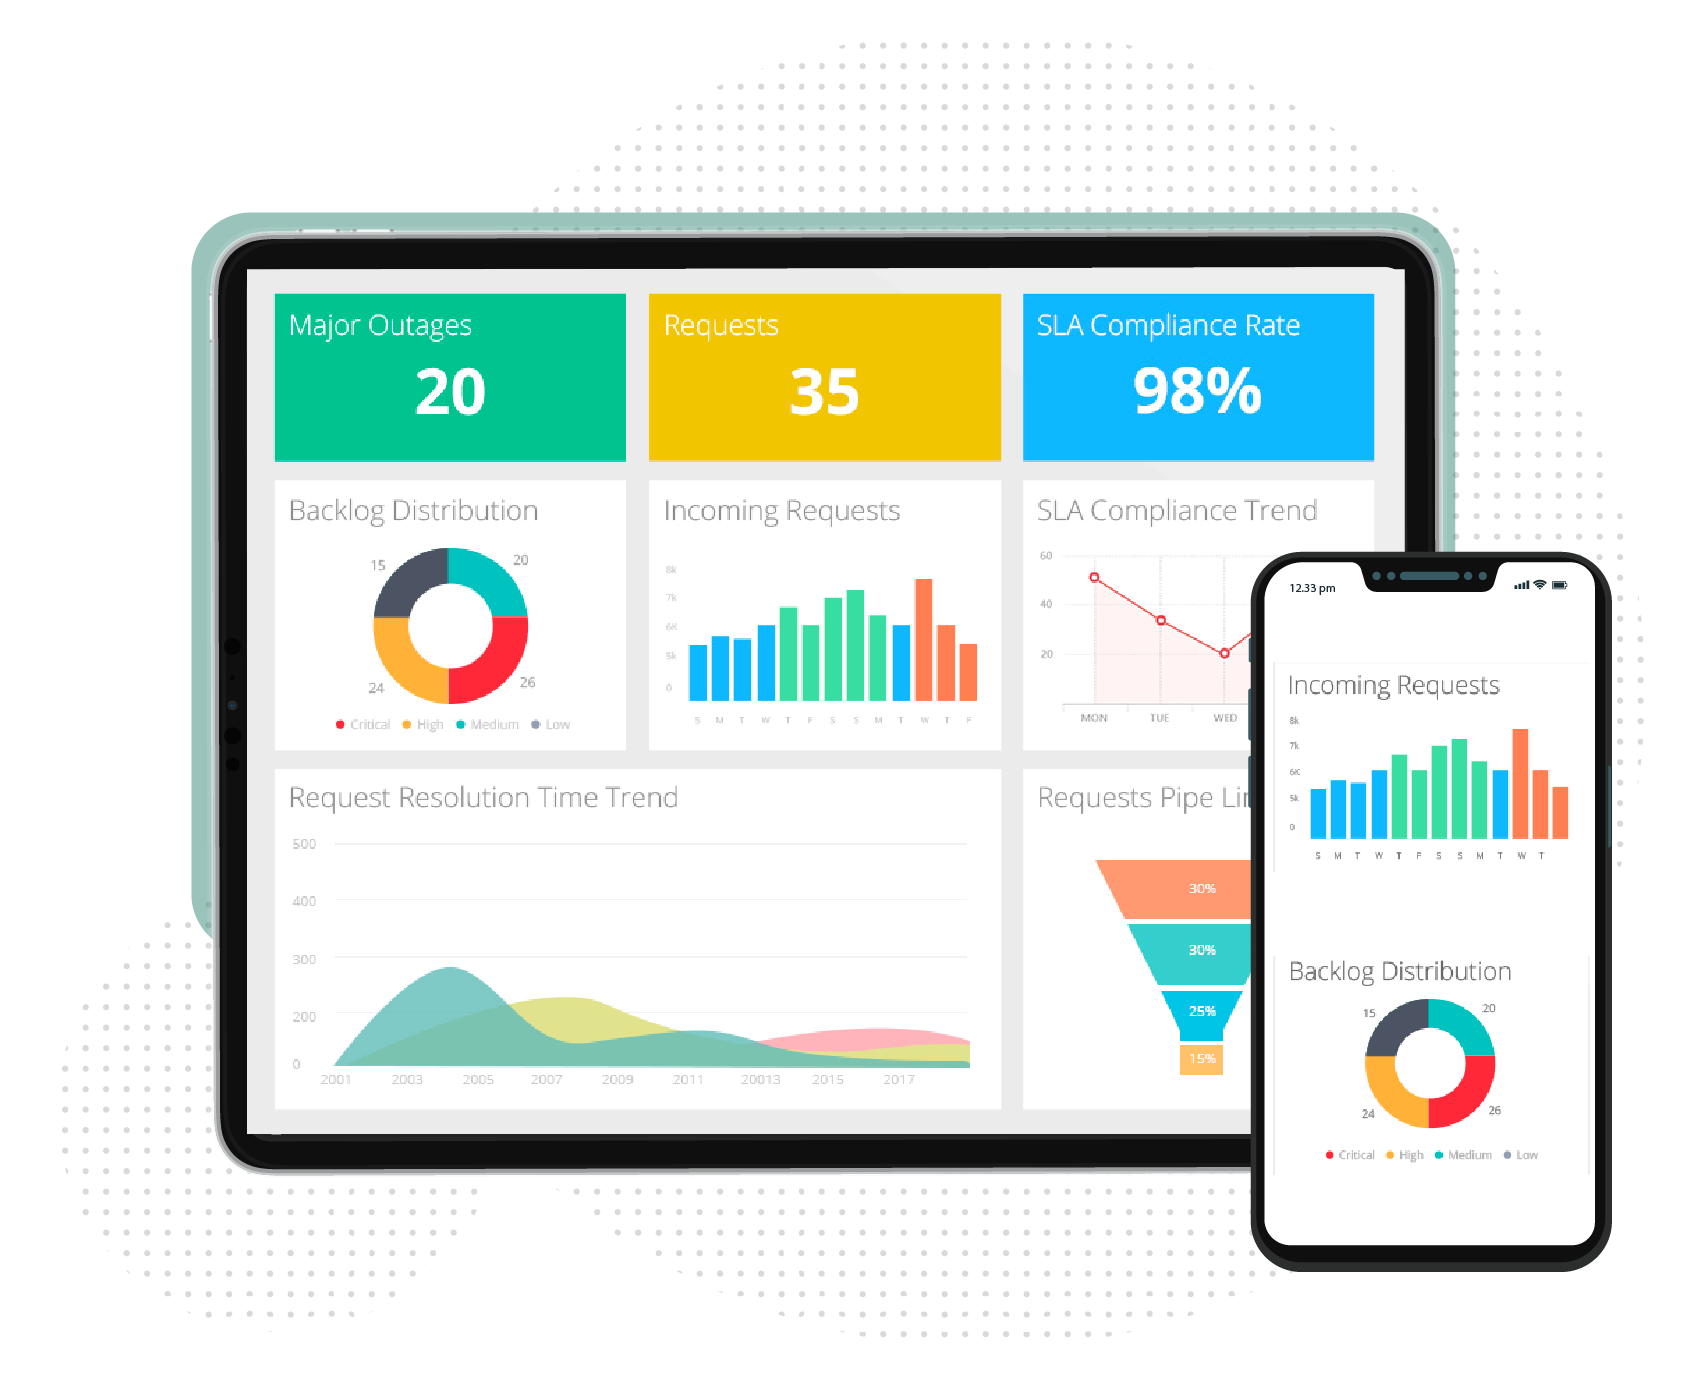 Major Outages
20
Requests
35
SLA Compliance Rate
98%
Backlog Distribution
15
20
24
26
Critical High Medium Low
Incoming Requests
8k
7k
6K
5k
0
S M T W T F S S M T W T F
SLA Compliance Trend
60
40
20
MON TUE WED
Request Resolution Time Trend
500
400
300
200
0
2001 2003 2005 2007 2009 2011 20013 2015 2017
Requests Pipe Lin
30%
30%
25%
15%
12.33 pm
Incoming Requests
8k
7k
6K
5k
0
S M T W T F S S M T W T
Backlog Distribution
15
20
24
26
Critical High Medium Low